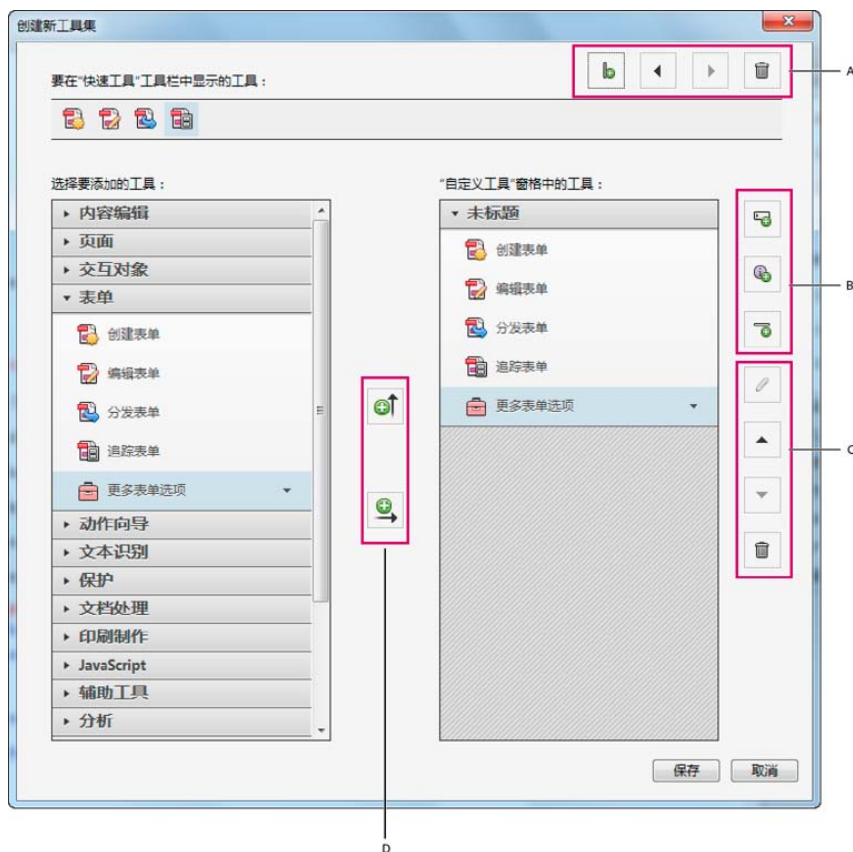 创建新工具集
要在“快速工具”工具栏中显示的工具：
A
选择要添加的工具：
内容编辑
页面
交互对象
表单
创建表单
编辑表单
分发表单
追踪表单
更多表单选项
动作向导
文本识别
保护
文档处理
印刷制作
JavaScript
辅助工具
分析
“自定义工具”窗格中的工具：
未标题
创建表单
编辑表单
分发表单
追踪表单
更多表单选项
B
C
保存 取消
D